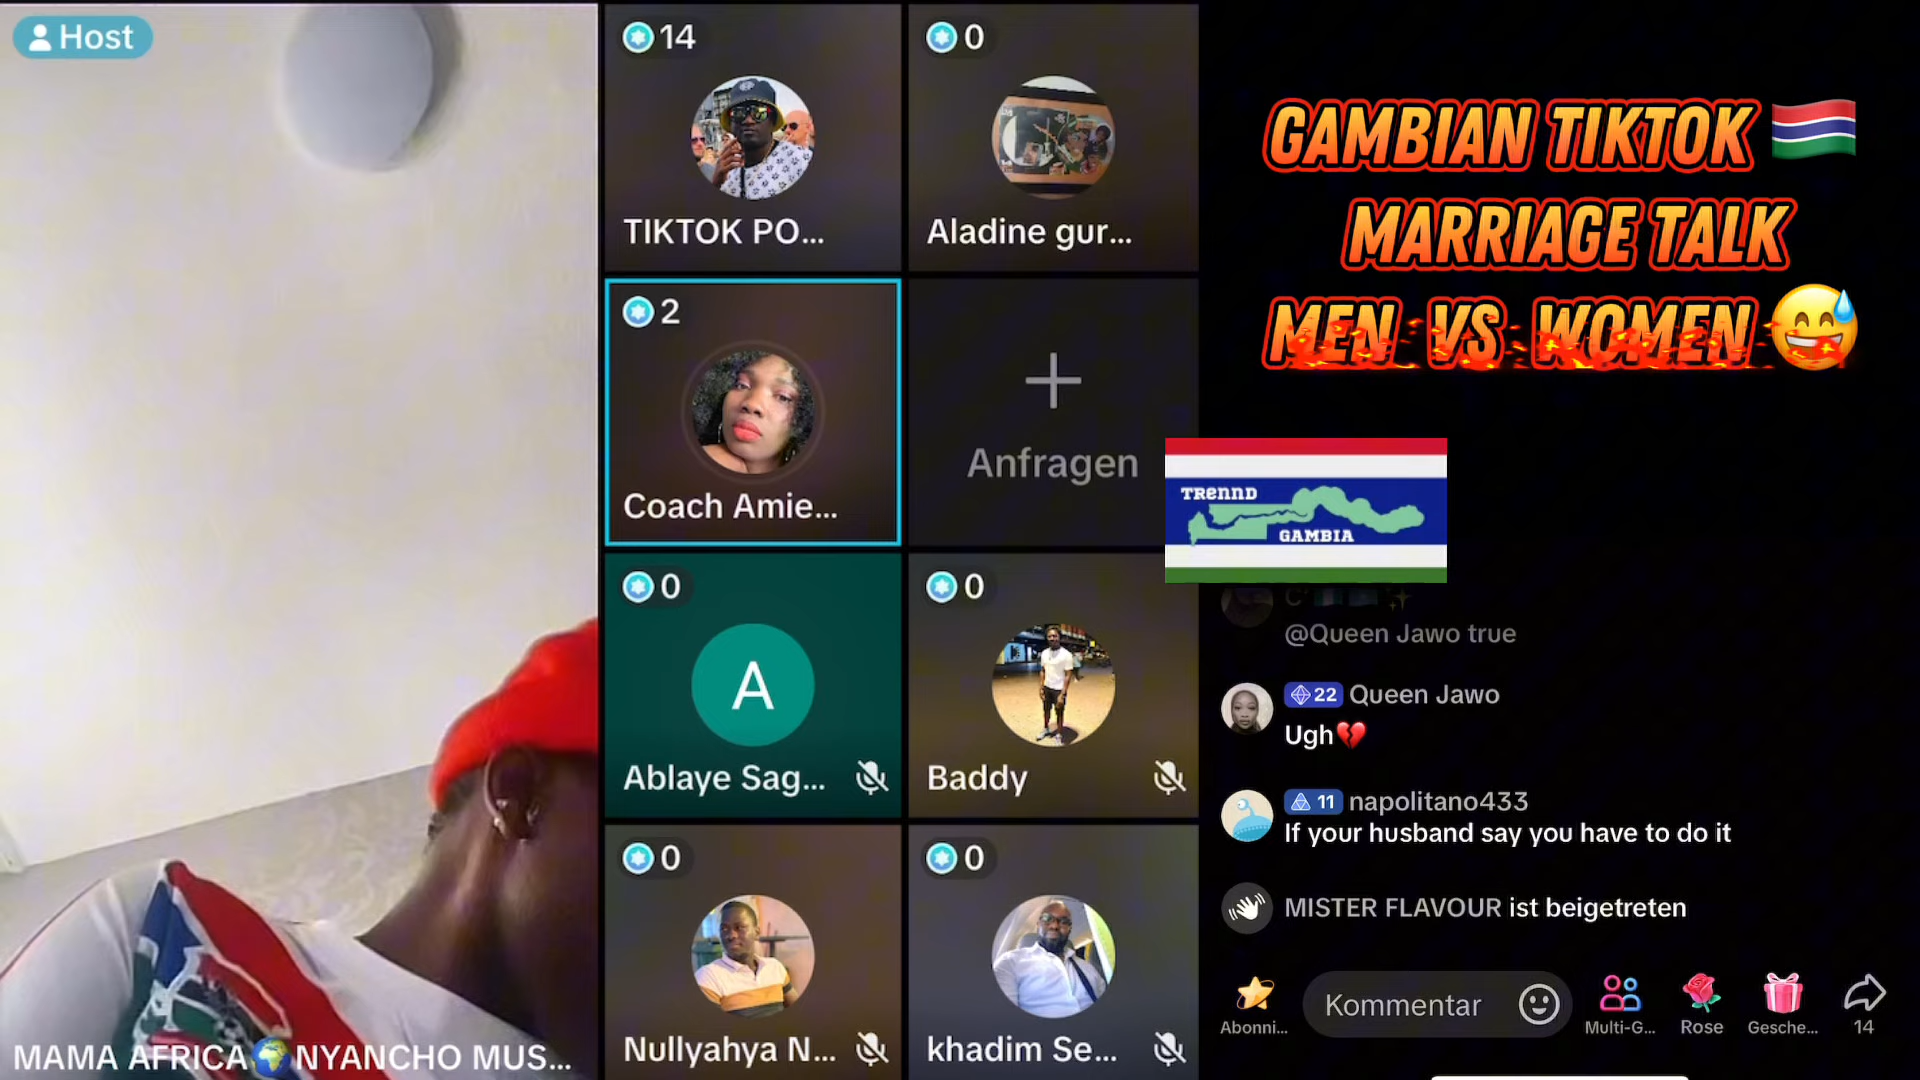 Host
MAMA AFRICA🌍NYANCHO MUS...
14
TIKTOK PO...
0
Aladine gur...
2
Coach Amie...
Anfragen
0
A
Ablaye Sag...
0
Baddy
0
Nullyahya N...
0
khadim Se...
GAMBIAN TIKTOK 🇬🇲
MARRIAGE TALK
MEN VS WOMEN 😅
TRENND
GAMBIA
@Queen Jawo true
22 Queen Jawo
Ugh💔
11 napolitano433
If your husband say you have to do it
MISTER FLAVOUR ist beigetreten
Abonni...
Kommentar
Multi-G...
Rose
Gesche...
14